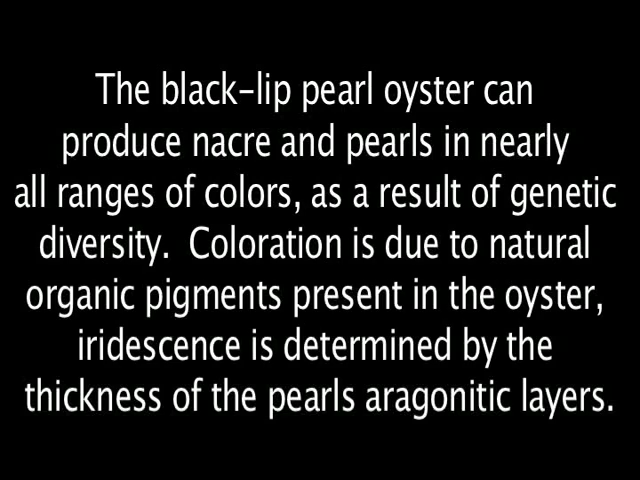 The black-lip pearl oyster can
produce nacre and pearls in nearly
all ranges of colors, as a result of genetic
diversity.  Coloration is due to natural
organic pigments present in the oyster,
iridescence is determined by the
thickness of the pearls aragonitic layers.